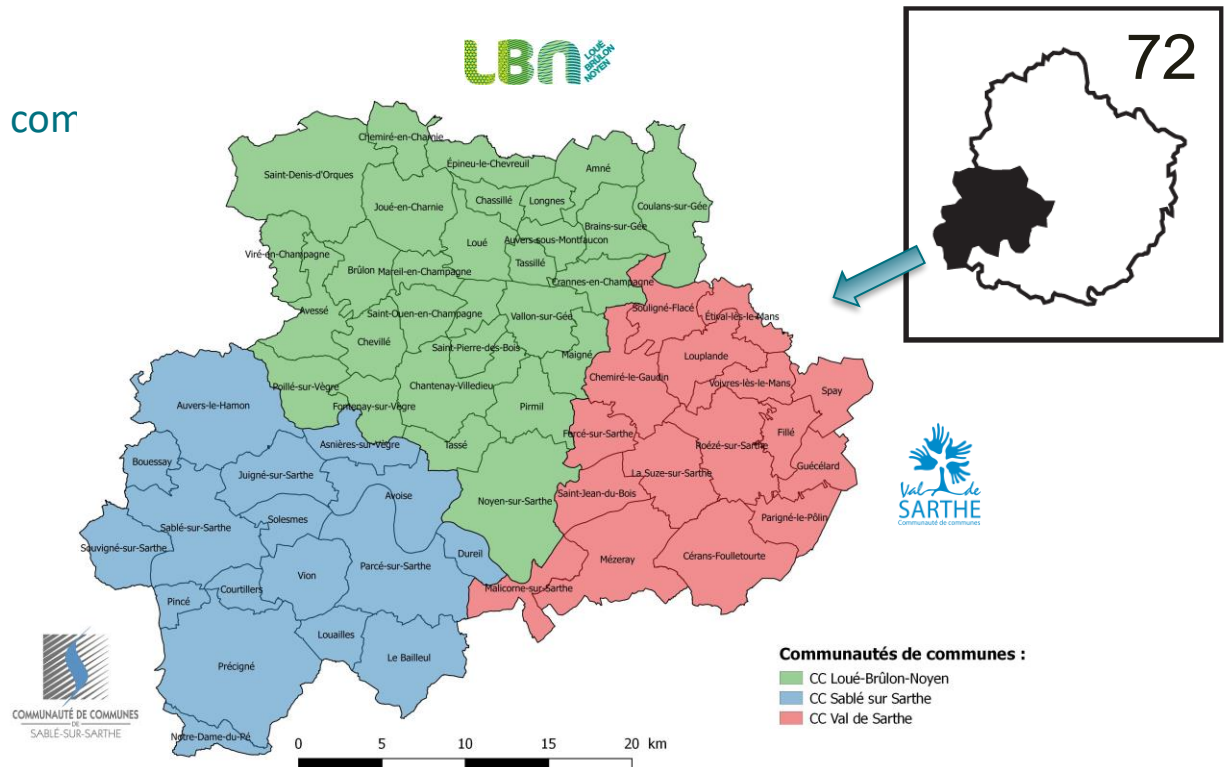 LBN LOUÉ
BRÛLON
NOYEN
72
com
Chemiré-en-Charnie
Épineu-le-Chevreuil
Amné
Saint-Denis-d'Orques
Chassillé
Longnes
Joué-en-Charnie
Coulans-sur-Gée
Brains-sur-Gée
Loué
Auvers-sous-Montfaucon
Viré-en-Champagne
Tassillé
Brûlon
Mareil-en-Champagne
Crannes-en-Champagne
Avessé
Saint-Ouen-en-Champagne
Vallon-sur-Gée
Souligné-Flacé
Étival-lès-le-Mans
Chevillé
Saint-Pierre-des-Bois
Maigné
Louplande
Chemiré-le-Gaudin
Voivres-lès-le-Mans
Spay
Poillé-sur-Vègre
Chantenay-Villedieu
Auvers-le-Hamon
Fontenay-sur-Vègre
Pirmil
Fercé-sur-Sarthe
Fillé
Asnières-sur-Vègre
Tassé
Roézé-sur-Sarthe
Bouessay
Guécélard
Juigné-sur-Sarthe
La Suze-sur-Sarthe
Avoise
Noyen-sur-Sarthe
Saint-Jean-du-Bois
Solesmes
Parigné-le-Pôlin
Sablé-sur-Sarthe
Souvigné-sur-Sarthe
Dureil
Cérans-Foulletourte
Mézeray
Parcé-sur-Sarthe
Vion
Courtillers
Malicorne-sur-Sarthe
Pincé
Louailles
Le Bailleul
Précigné
Notre-Dame-du-Pé
Val de
SARTHE
Communauté de communes
COMMUNAUTÉ DE COMMUNES
DE
SABLÉ-SUR-SARTHE
Communautés de communes :
CC Loué-Brûlon-Noyen
CC Sablé sur Sarthe
CC Val de Sarthe
0 5 10 15 20 km